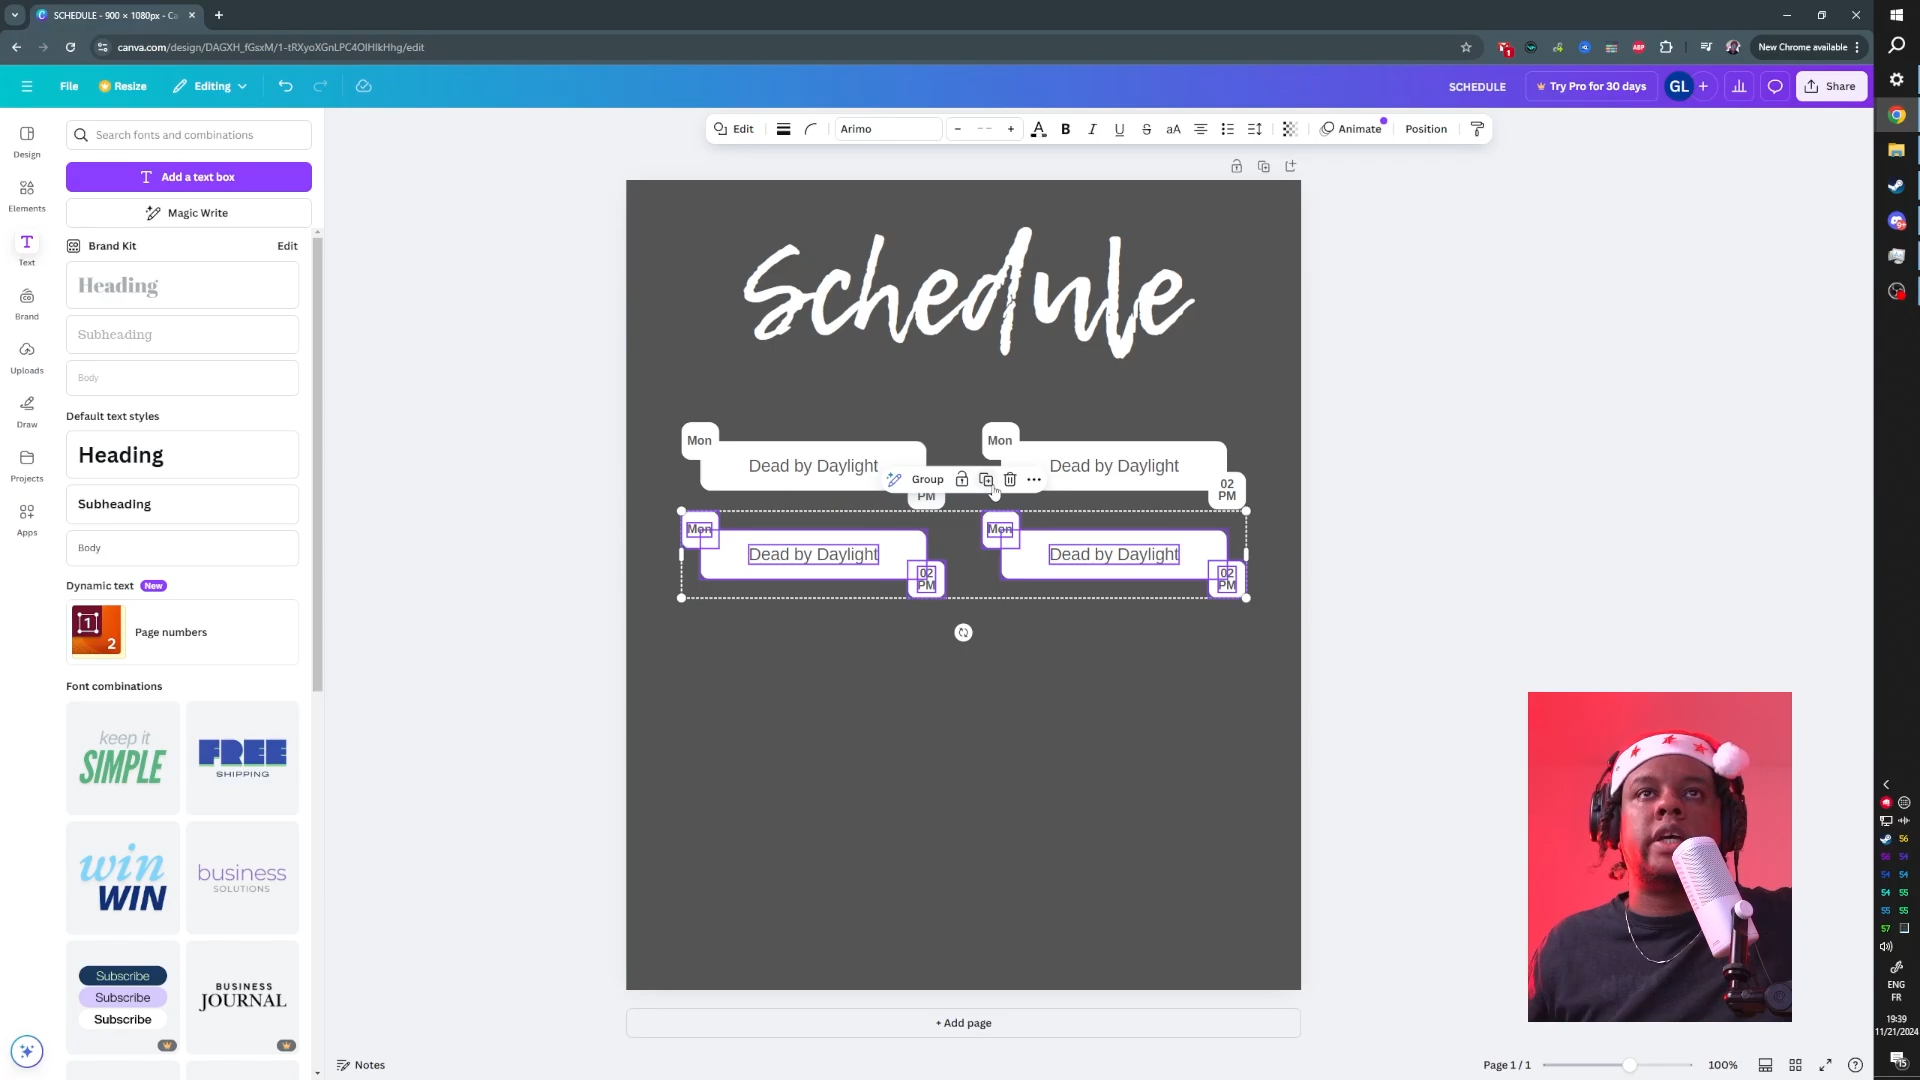 SCHEDULE - 900 × 1080px - Ca
canva.com/design/DAGXH_fGsxM/1-tRXyoXGnLPC4OIHIkHhg/edit
New Chrome available
File
Resize
Editing
SCHEDULE
Try Pro for 30 days
GL
Share
Design
Elements
Text
Brand
Uploads
Draw
Projects
Apps
Search fonts and combinations
Add a text box
Magic Write
Brand Kit
Edit
Heading
Subheading
Body
Default text styles
Heading
Subheading
Body
Dynamic text
New
1
2
Page numbers
Font combinations
keep it
SIMPLE
FREE
SHIPPING
win
WIN
business
SOLUTIONS
Subscribe
Subscribe
Subscribe
BUSINESS
JOURNAL
Edit
Arimo
- -
aA
Animate
Position
Schedule
Mon
Dead by Daylight
PM
Mon
Dead by Daylight
02
PM
Group
Mon
Dead by Daylight
02
PM
Mon
Dead by Daylight
02
PM
+ Add page
Notes
Page 1 / 1
100%
ENG
FR
19:39
11/21/2024
15